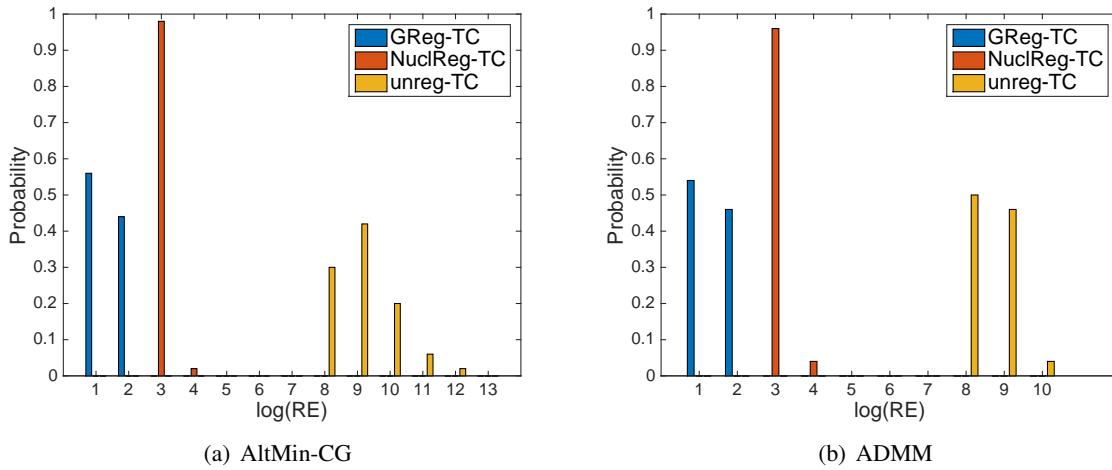 1
0.9
0.8
0.7
0.6
0.5
0.4
0.3
0.2
0.1
0
Probability
GReg-TC
NuclReg-TC
unreg-TC
1 2 3 4 5 6 7 8 9 10 11 12 13
log(RE)
(a) AltMin-CG
1
0.9
0.8
0.7
0.6
0.5
0.4
0.3
0.2
0.1
0
Probability
GReg-TC
NuclReg-TC
unreg-TC
1 2 3 4 5 6 7 8 9 10
log(RE)
(b) ADMM